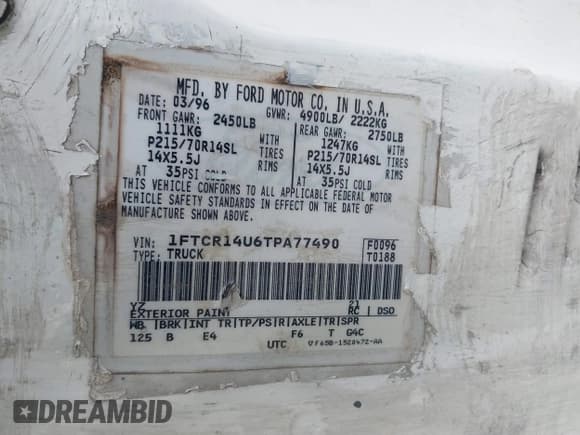 MFD. BY FORD MOTOR CO. IN U.S.A.
DATE: 03/96 GVWR: 4900LB/ 2222KG
FRONT GAWR: 2450LB REAR GAWR: 2750LB
1111KG WITH 1247KG WITH
P215/70R14SL TIRES P215/70R14SL TIRES
14X5.5J RIMS 14X5.5J RIMS
AT 35PSI COLD AT 35PSI COLD
THIS VEHICLE CONFORMS TO ALL APPLICABLE FEDERAL MOTOR
VEHICLE SAFETY STANDARDS IN EFFECT ON THE DATE OF
MANUFACTURE SHOWN ABOVE.
VIN: 1FTCR14U6TPA77490 F0096
TYPE: TRUCK T0188
YZ 21
EXTERIOR PAINT RC DSO
WB BRK INT TR TP/PS R AXLE TR SPR
125 B E4 F6 T G4C
UTC
DREAMBID